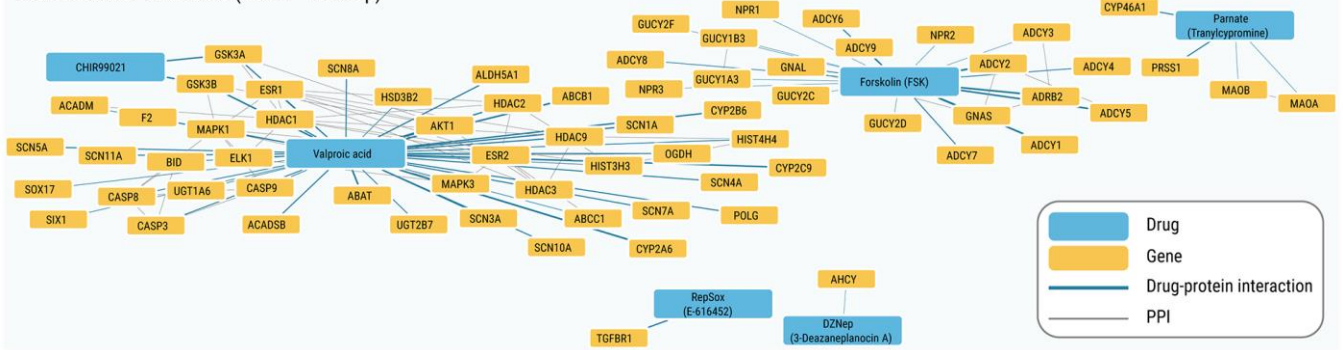 CYP46A1
Parnate
(Tranylcypromine)
NPR1
ADCY6
GUCY2F
GUCY1B3
NPR2
ADCY3
ADCY9
GSK3A
CHIR99021
SCN8A
ADCY8
GNAL
ADCY2
ADCY4
PRSS1
ALDH5A1
GUCY1A3
Forskolin (FSK)
GSK3B
ESR1
NPR3
GUCY2C
ADRB2
MAOB
MAOA
HSD3B2
HDAC2
ABCB1
ACADM
F2
CYP2B6
ADCY5
GNAS
HDAC1
AKT1
SCN1A
GUCY2D
MAPK1
HDAC9
HIST4H4
SCN5A
SCN11A
BID
ELK1
Valproic acid
ESR2
OGDH
ADCY7
ADCY1
HIST3H3
CYP2C9
SOX17
CASP8
UGT1A6
CASP9
MAPK3
HDAC3
SCN4A
ABAT
SIX1
CASP3
ACADSB
UGT2B7
SCN3A
ABCC1
SCN7A
POLG
SCN10A
CYP2A6
Drug
Gene
Drug-protein interaction
PPI
AHCY
RepSox
(E-616452)
TGFBR1
DZNep
(3-Deazaneplanocin A)